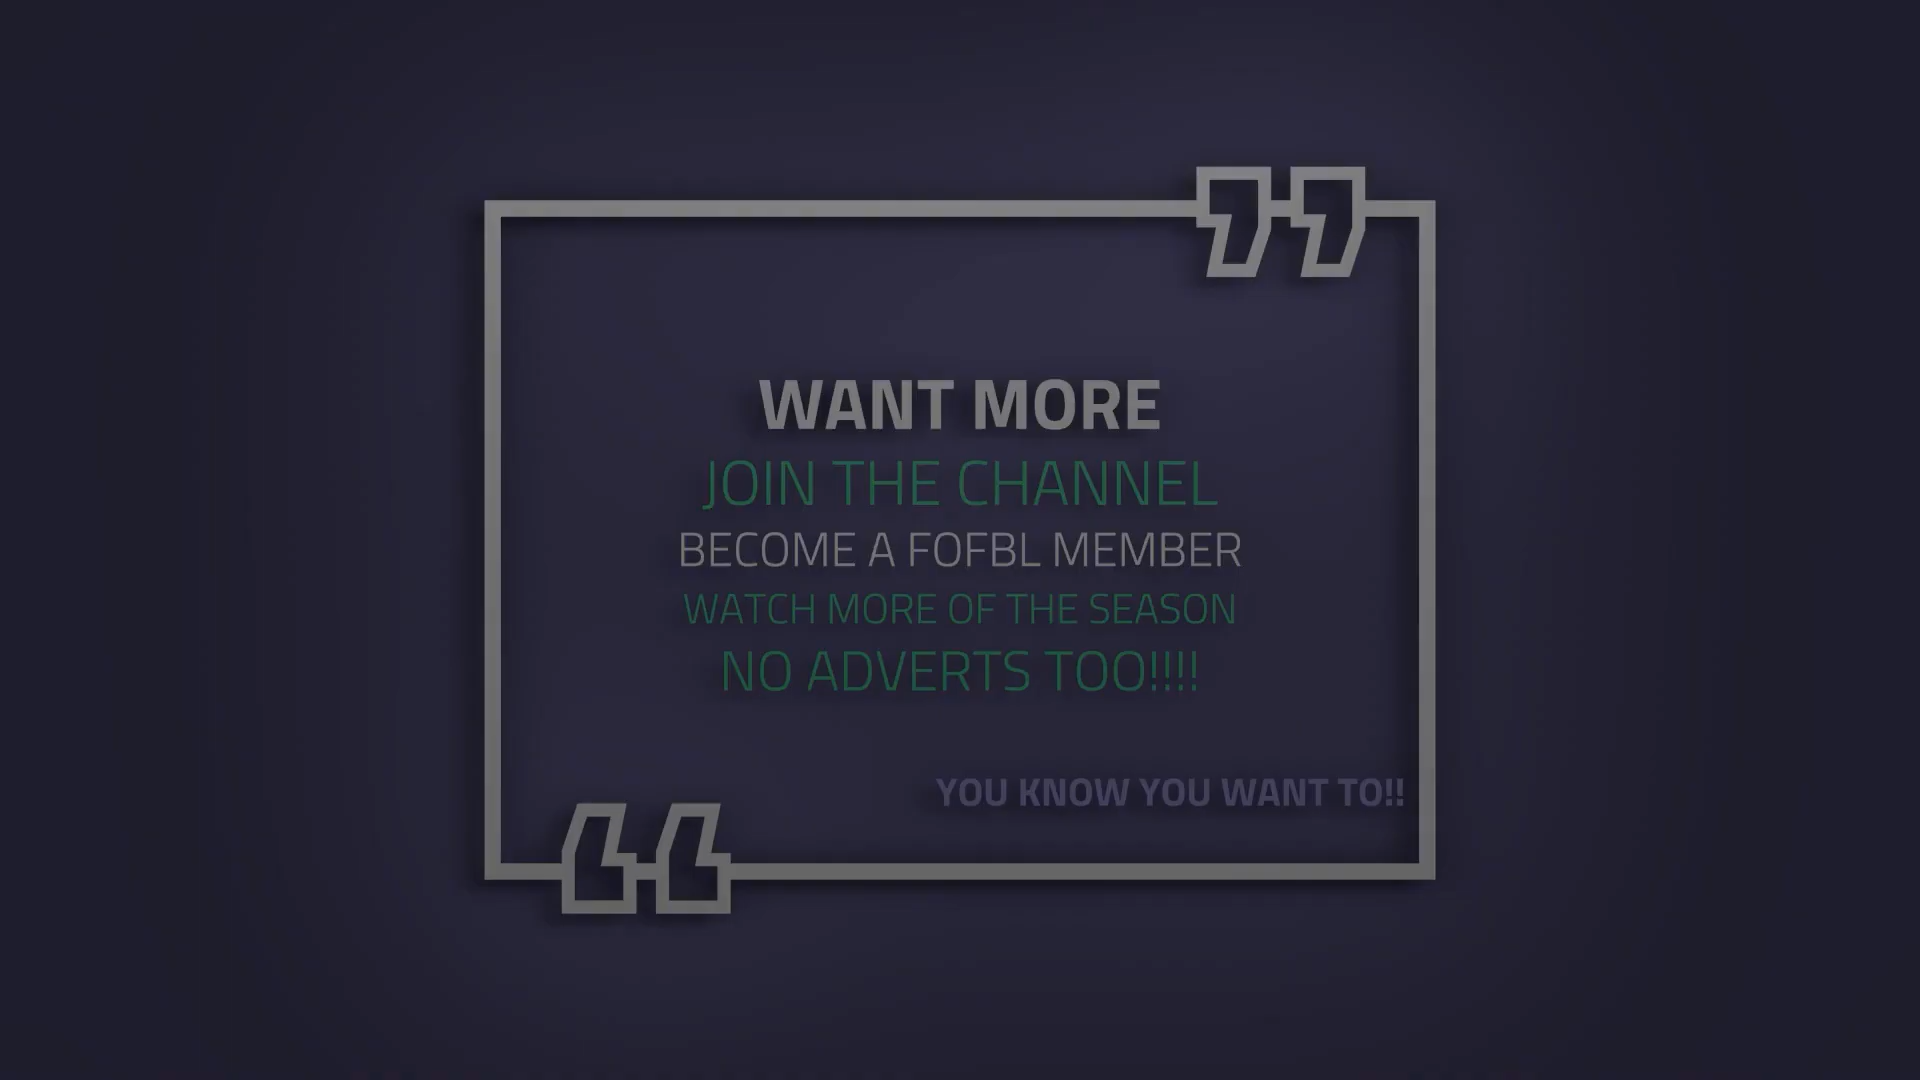 WANT MORE
JOIN THE CHANNEL
BECOME A FOFBL MEMBER
WATCH MORE OF THE SEASON
NO ADVERTS TOO!!!!
YOU KNOW YOU WANT TO!!